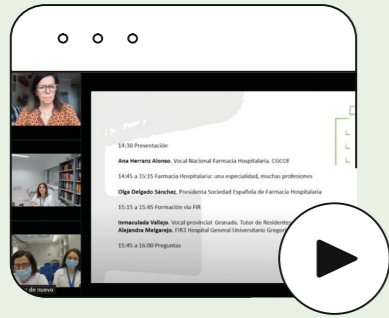 14:30 Presentación
Ana Herranz Alonso. Vocal Nacional Farmacia Hospitalaria. CGCOF
14:45 a 15:15 Farmacia Hospitalaria: una especialidad, muchas profesiones
Olga Delgado Sánchez. Presidenta Sociedad Española de Farmacia Hospitalaria
15:15 a 15:45 Formación vía FIR
Inmaculada Vallejo. Vocal provincial Granada. Tutor de Residentes
Alejandra Melgarejo. FIR3 Hospital General Universitario Gregor
15:45 a 16:00 Preguntas
de nuevo